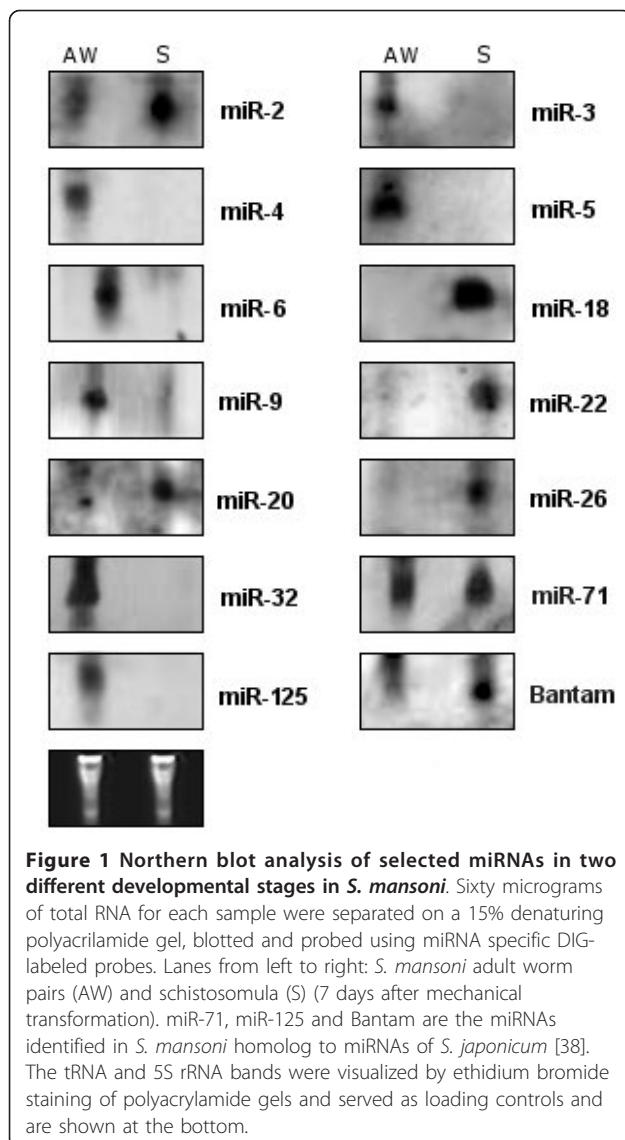 AW S
AW S
miR-2
miR-3
miR-4
miR-5
miR-6
miR-18
miR-9
miR-22
miR-20
miR-26
miR-32
miR-71
miR-125
Bantam
Figure 1 Northern blot analysis of selected miRNAs in two
different developmental stages in S. mansoni. Sixty micrograms
of total RNA for each sample were separated on a 15% denaturing
polyacrilamide gel, blotted and probed using miRNA specific DIG-
labeled probes. Lanes from left to right: S. mansoni adult worm
pairs (AW) and schistosomula (S) (7 days after mechanical
transformation). miR-71, miR-125 and Bantam are the miRNAs
identified in S. mansoni homolog to miRNAs of S. japonicum [38].
The tRNA and 5S rRNA bands were visualized by ethidium bromide
staining of polyacrylamide gels and served as loading controls and
are shown at the bottom.